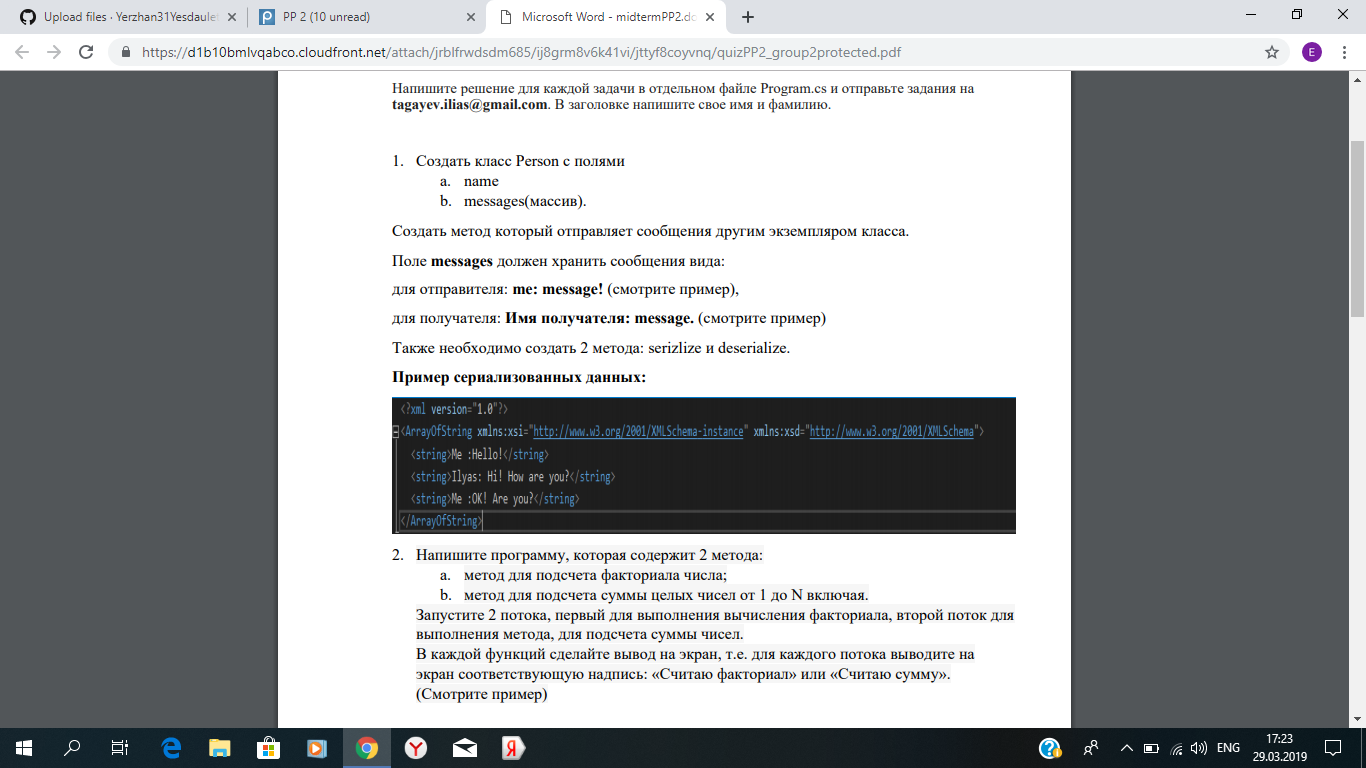 Upload files · Yerzhan31Yesdaule
PP 2 (10 unread)
Microsoft Word - midtermPP2.do
https://d1b10bmlvqabco.cloudfront.net/attach/jrblfrwdsdm685/ij8grm8v6k41vi/jttyf8coyvnq/quizPP2_group2protected.pdf
E
Напишите решение для каждой задачи в отдельном файле Program.cs и отправьте задания на
tagayev.ilias@gmail.com. В заголовке напишите свое имя и фамилию.
1. Создать класс Person с полями
a. name
b. messages(массив).
Создать метод который отправляет сообщения другим экземпляром класса.
Поле messages должен хранить сообщения вида:
для отправителя: me: message! (смотрите пример),
для получателя: Имя получателя: message. (смотрите пример)
Также необходимо создать 2 метода: serizlize и deserialize.
Пример сериализованных данных:
<?xml version="1.0"?>
<ArrayOfString xmlns:xsi="http://www.w3.org/2001/XMLSchema-instance" xmlns:xsd="http://www.w3.org/2001/XMLSchema">
<string>Me :Hello!</string>
<string>Ilyas: Hi! How are you?</string>
<string>Me :OK! Are you?</string>
</ArrayOfString>
2. Напишите программу, которая содержит 2 метода:
a. метод для подсчета факториала числа;
b. метод для подсчета суммы целых чисел от 1 до N включая.
Запустите 2 потока, первый для выполнения вычисления факториала, второй поток для
выполнения метода, для подсчета суммы чисел.
В каждой функций сделайте вывод на экран, т.е. для каждого потока выводите на
экран соответствующую надпись: «Считаю факториал» или «Считаю сумму».
(Смотрите пример)
ENG
17:23
29.03.2019